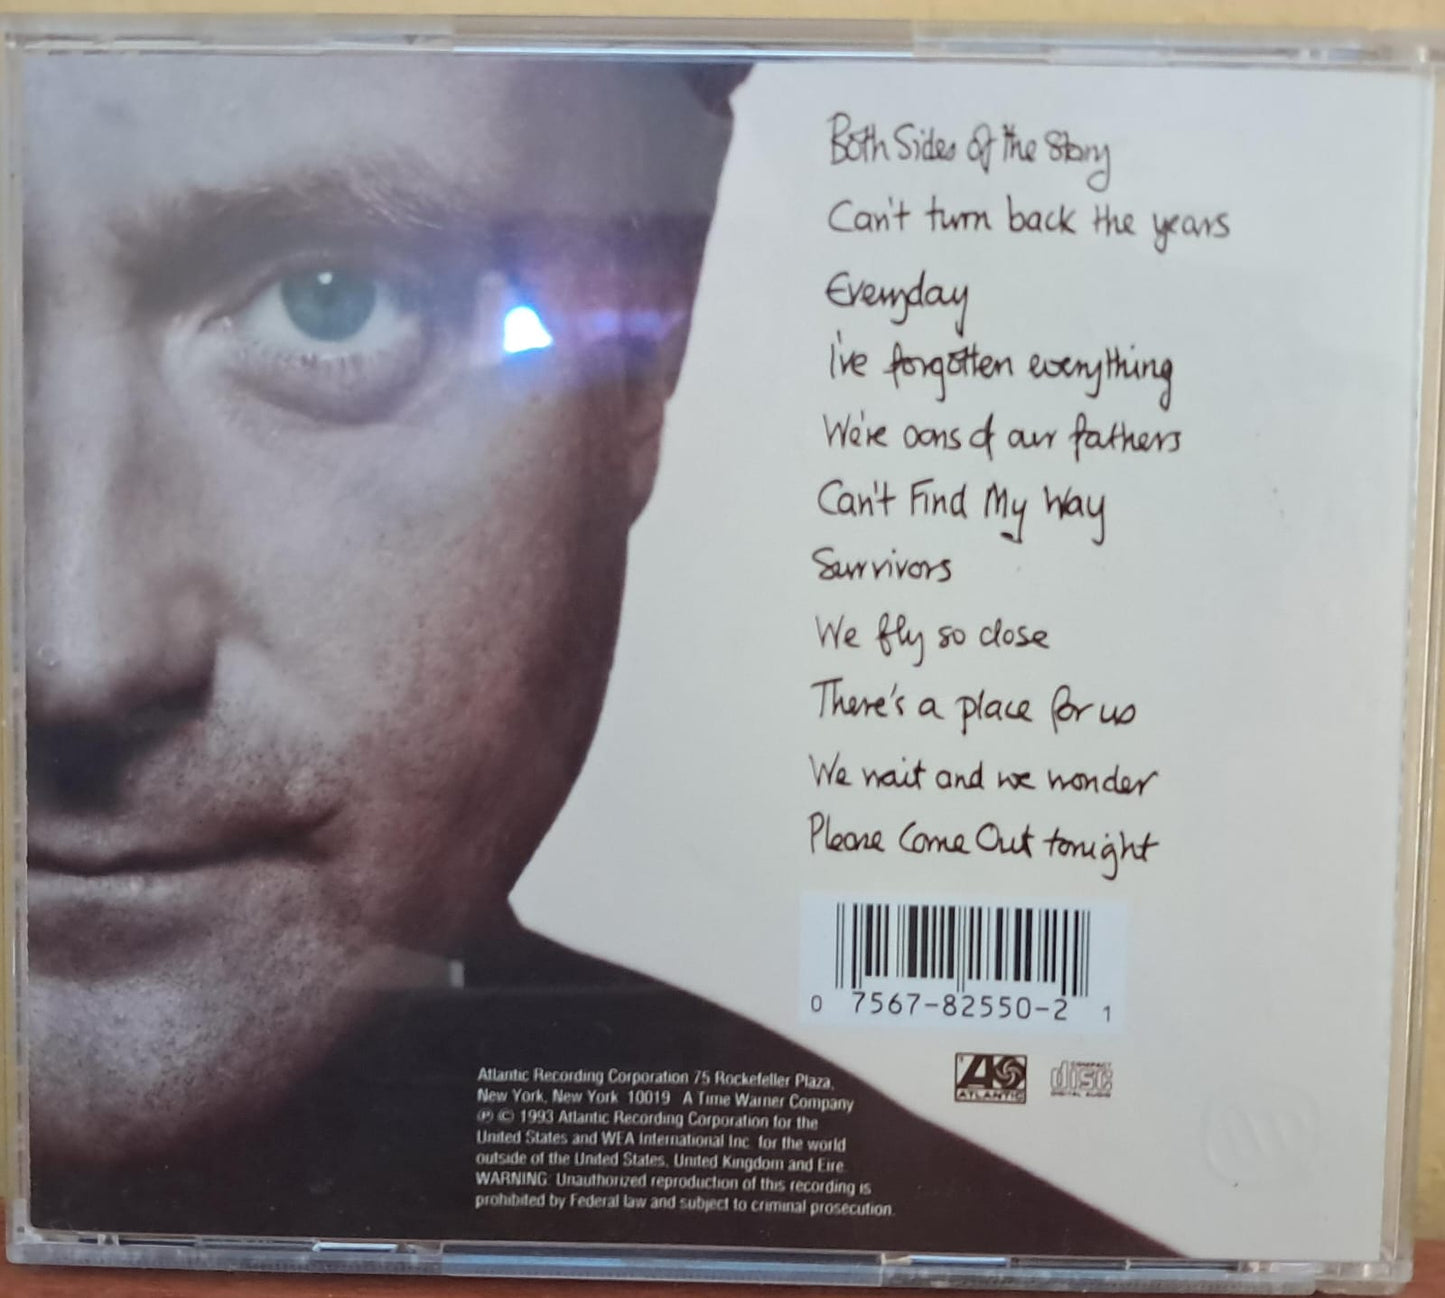 Both Sides of the Story
Can't turn back the years
Everyday
I've forgotten everything
We're sons of our fathers
Can't Find My Way
Survivors
We fly so close
There's a place for us
We wait and we wonder
Please Come Out tonight
0 7567-82550-2 1
ATLANTIC
COMPACT
disc
DIGITAL AUDIO
Atlantic Recording Corporation 75 Rockefeller Plaza,
New York, New York 10019 A Time Warner Company
℗ © 1993 Atlantic Recording Corporation for the
United States and WEA International Inc. for the world
outside of the United States, United Kingdom and Eire.
WARNING: Unauthorized reproduction of this recording is
prohibited by Federal law and subject to criminal prosecution.